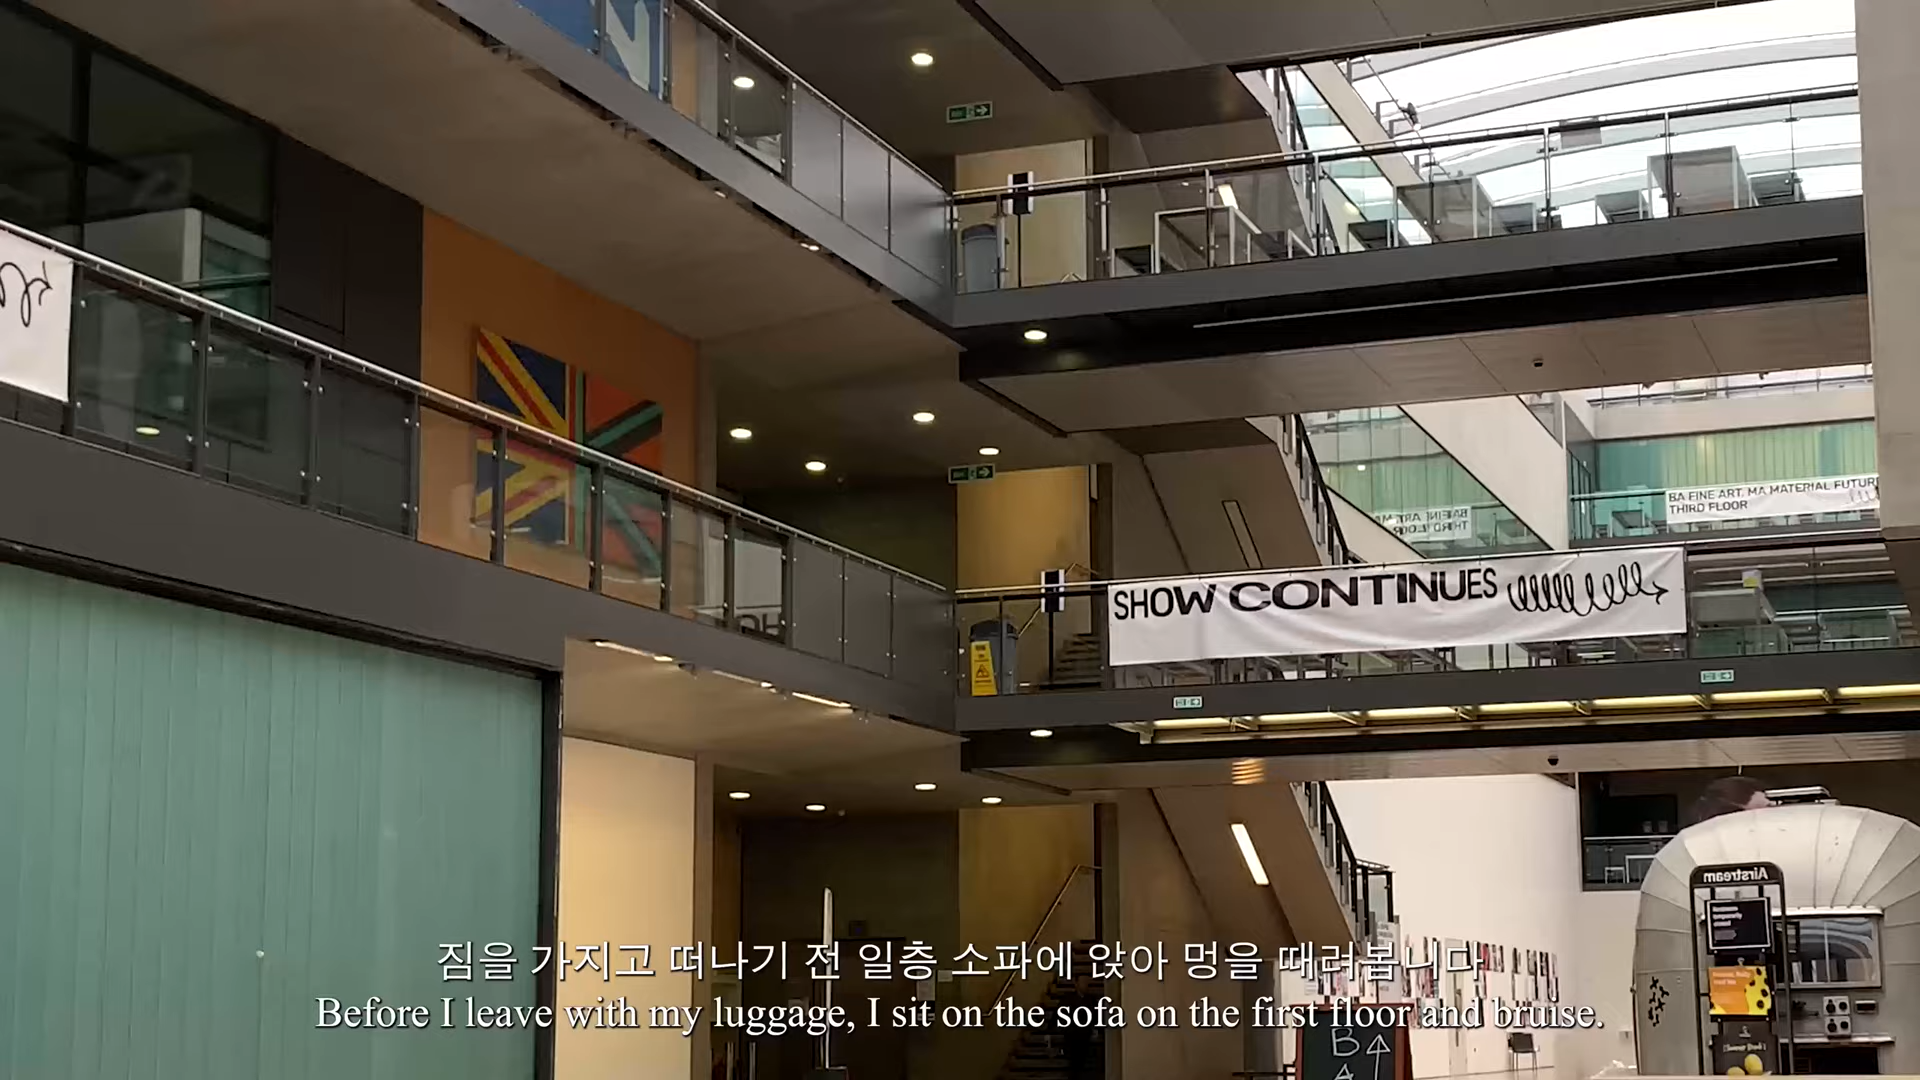 BA FINE ART, MA MATERIAL FUTUR
THIRD FLOOR
SHOW CONTINUES
Airstream
짐을 가지고 떠나기 전 일층 소파에 앉아 멍을 때려봅니다
Before I leave with my luggage, I sit on the sofa on the first floor and bruise.
BA